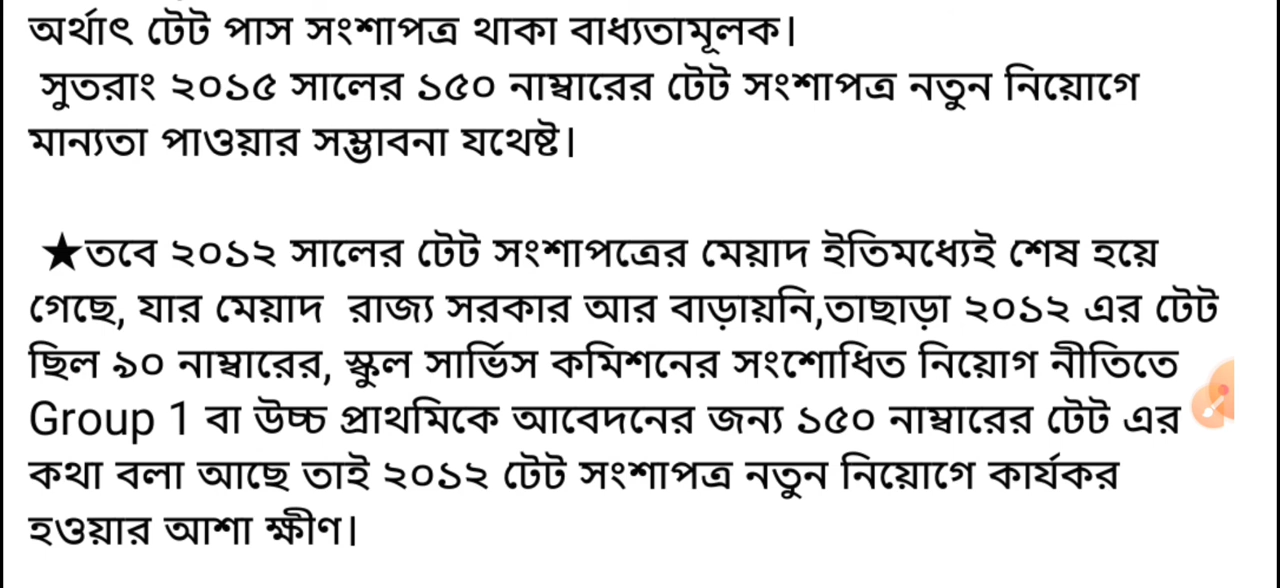 অর্থাৎ টেট পাস সংশাপত্র থাকা বাধ্যতামূলক।
সুতরাং ২০১৫ সালের ১৫০ নাম্বারের টেট সংশাপত্র নতুন নিয়োগে
মান্যতা পাওয়ার সম্ভাবনা যথেষ্ট।
★তবে ২০১২ সালের টেট সংশাপত্রের মেয়াদ ইতিমধ্যেই শেষ হয়ে
গেছে, যার মেয়াদ রাজ্য সরকার আর বাড়ায়নি,তাছাড়া ২০১২ এর টেট
ছিল ৯০ নাম্বারের, স্কুল সার্ভিস কমিশনের সংশোধিত নিয়োগ নীতিতে
Group 1 বা উচ্চ প্রাথমিকে আবেদনের জন্য ১৫০ নাম্বারের টেট এর
কথা বলা আছে তাই ২০১২ টেট সংশাপত্র নতুন নিয়োগে কার্যকর
হওয়ার আশা ক্ষীণ।